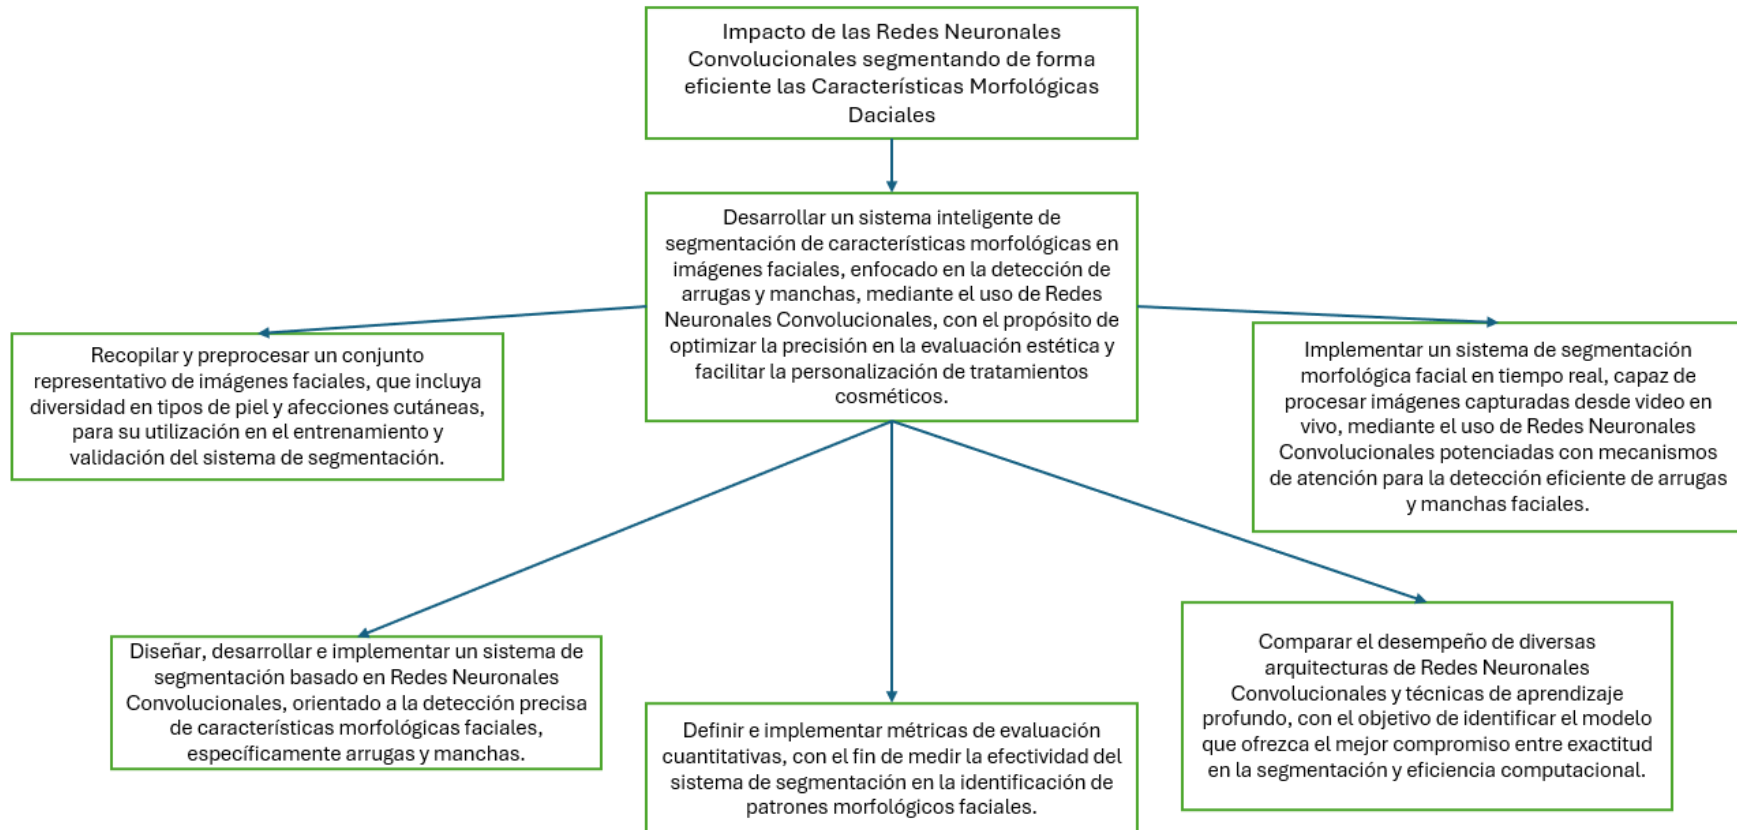 Impacto de las Redes Neuronales
Convolucionales segmentando de forma
eficiente las Características Morfológicas
Daciales
Desarrollar un sistema inteligente de
segmentación de características morfológicas en
imágenes faciales, enfocado en la detección de
arrugas y manchas, mediante el uso de Redes
Neuronales Convolucionales, con el propósito de
optimizar la precisión en la evaluación estética y
facilitar la personalización de tratamientos
cosméticos.
Recopilar y preprocesar un conjunto
representativo de imágenes faciales, que incluya
diversidad en tipos de piel y afecciones cutáneas,
para su utilización en el entrenamiento y
validación del sistema de segmentación.
Implementar un sistema de segmentación
morfológica facial en tiempo real, capaz de
procesar imágenes capturadas desde video en
vivo, mediante el uso de Redes Neuronales
Convolucionales potenciadas con mecanismos
de atención para la detección eficiente de arrugas
y manchas faciales.
Diseñar, desarrollar e implementar un sistema de
segmentación basado en Redes Neuronales
Convolucionales, orientado a la detección precisa
de características morfológicas faciales,
específicamente arrugas y manchas.
Definir e implementar métricas de evaluación
cuantitativas, con el fin de medir la efectividad del
sistema de segmentación en la identificación de
patrones morfológicos faciales.
Comparar el desempeño de diversas
arquitecturas de Redes Neuronales
Convolucionales y técnicas de aprendizaje
profundo, con el objetivo de identificar el modelo
que ofrezca el mejor compromiso entre exactitud
en la segmentación y eficiencia computacional.